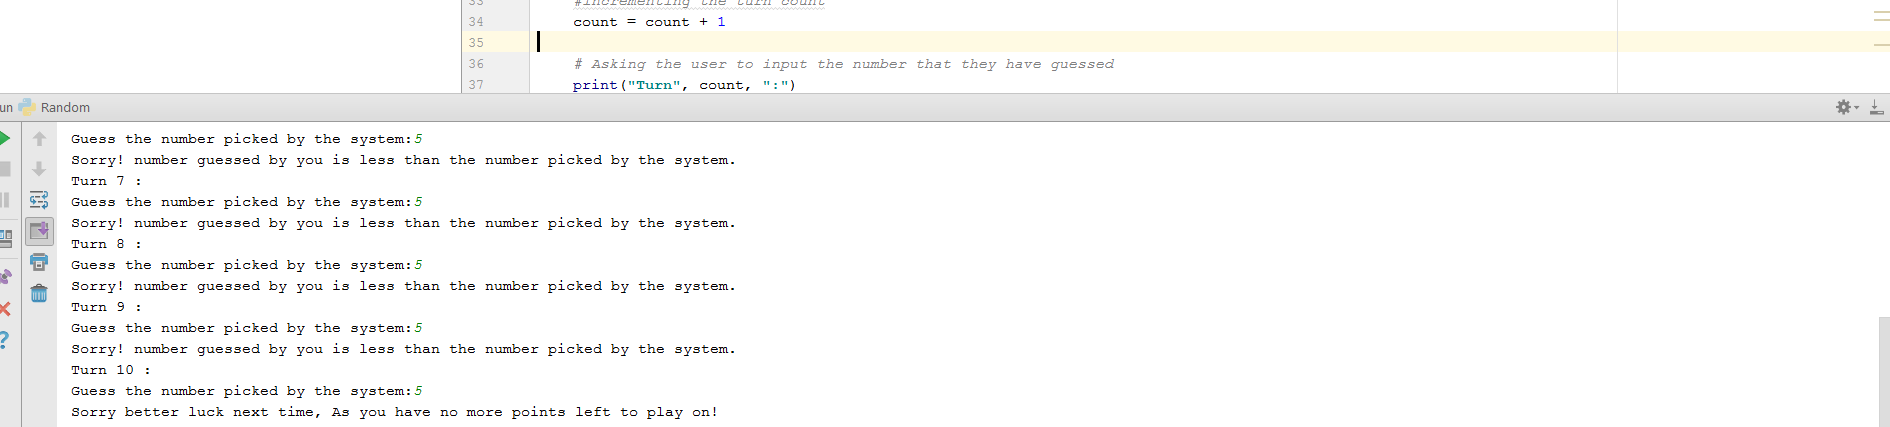 33 #incrementing the turn count
34 count = count + 1
35
36 # Asking the user to input the number that they have guessed
37 print("Turn", count, ":")
un Random
Guess the number picked by the system:5
Sorry! number guessed by you is less than the number picked by the system.
Turn 7 :
Guess the number picked by the system:5
Sorry! number guessed by you is less than the number picked by the system.
Turn 8 :
Guess the number picked by the system:5
Sorry! number guessed by you is less than the number picked by the system.
Turn 9 :
Guess the number picked by the system:5
Sorry! number guessed by you is less than the number picked by the system.
Turn 10 :
Guess the number picked by the system:5
Sorry better luck next time, As you have no more points left to play on!